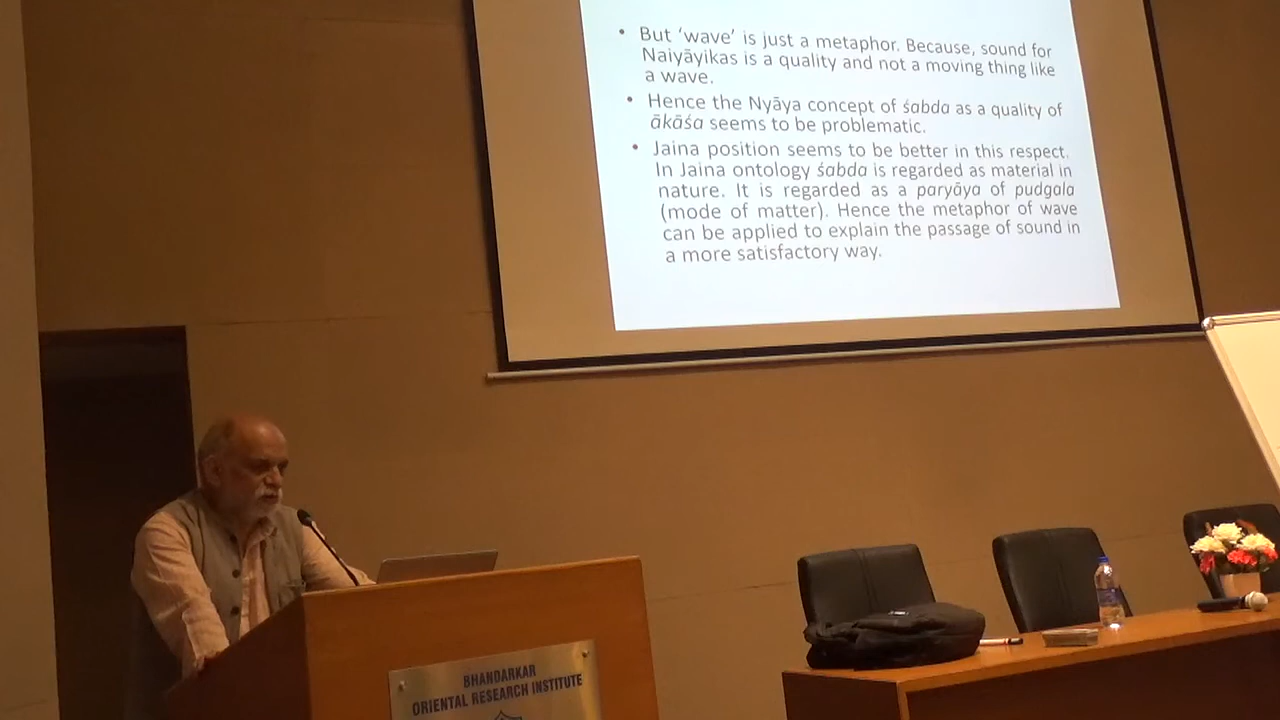 • But ‘wave’ is just a metaphor. Because, sound for
Naiyāyikas is a quality and not a moving thing like
a wave.
• Hence the Nyāya concept of śabda as a quality of
ākāśa seems to be problematic.
• Jaina position seems to be better in this respect.
In Jaina ontology śabda is regarded as material in
nature. It is regarded as a paryāya of pudgala
(mode of matter). Hence the metaphor of wave
can be applied to explain the passage of sound in
a more satisfactory way.
BHANDARKAR
ORIENTAL RESEARCH INSTITUTE